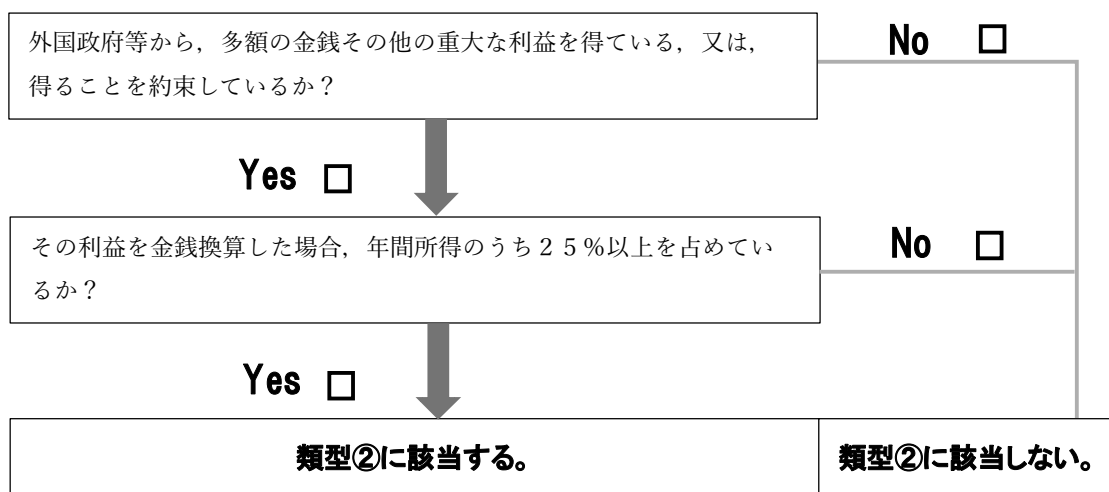 外国政府等から，多額の金銭その他の重大な利益を得ている，又は，
得ることを約束しているか？
No □
Yes □
その利益を金銭換算した場合，年間所得のうち２５％以上を占めてい
るか？
No □
Yes □
類型②に該当する。
類型②に該当しない。